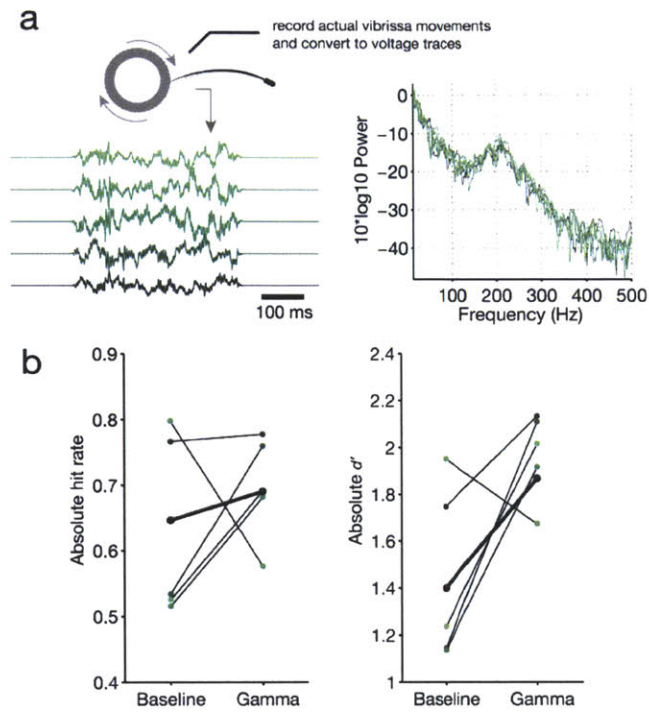 a
record actual vibrissa movements
and convert to voltage traces
100 ms
10*log10 Power
0
−10
−20
−30
−40
100 200 300 400 500
Frequency (Hz)
b
Absolute hit rate
0.9
0.8
0.7
0.6
0.5
0.4
Baseline Gamma
Absolute d'
2.4
2.2
2
1.8
1.6
1.4
1.2
1
Baseline Gamma